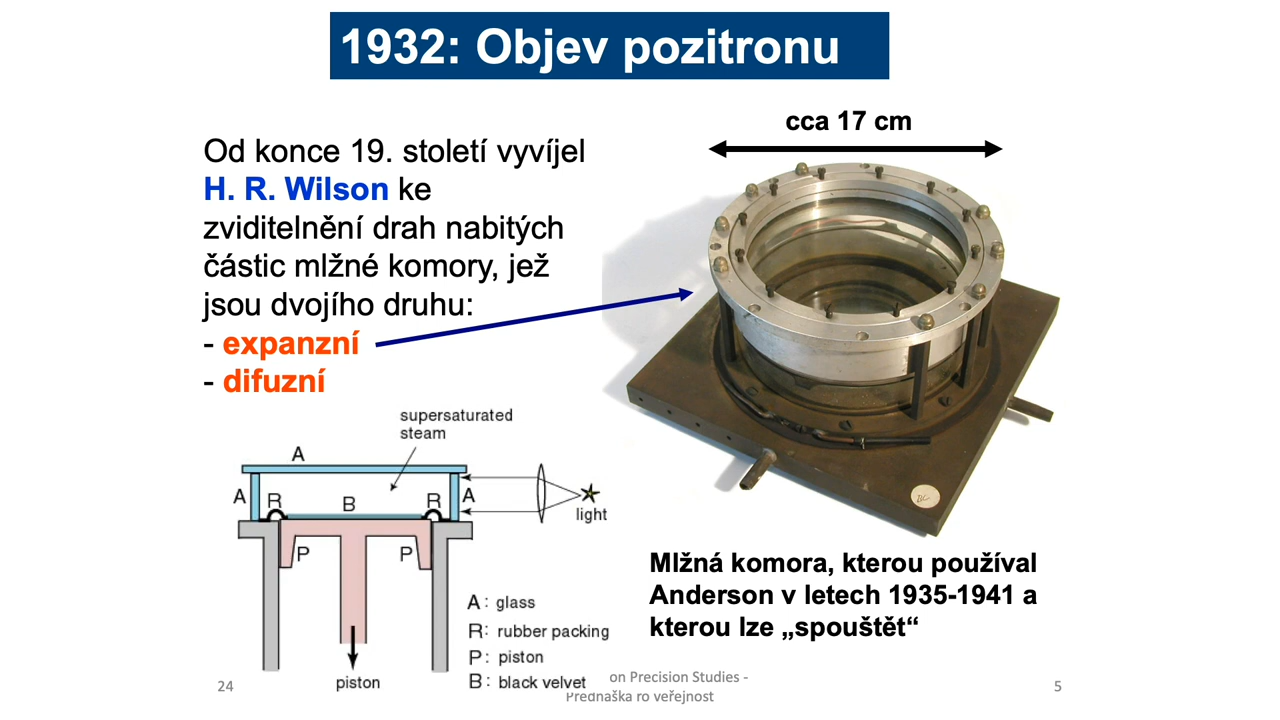 1932: Objev pozitronu
cca 17 cm
Od konce 19. století vyvíjel
H. R. Wilson ke
zviditelnění drah nabitých
částic mlžné komory, jež
jsou dvojího druhu:
- expanzní
- difuzní
supersaturated
steam
A
A
R
B
R
A
light
P
P
A: glass
R: rubber packing
P: piston
B: black velvet
piston
Mlžná komora, kterou používal
Anderson v letech 1935-1941 a
kterou lze „spouštět“
24
on Precision Studies -
Přednáška ro veřejnost
5